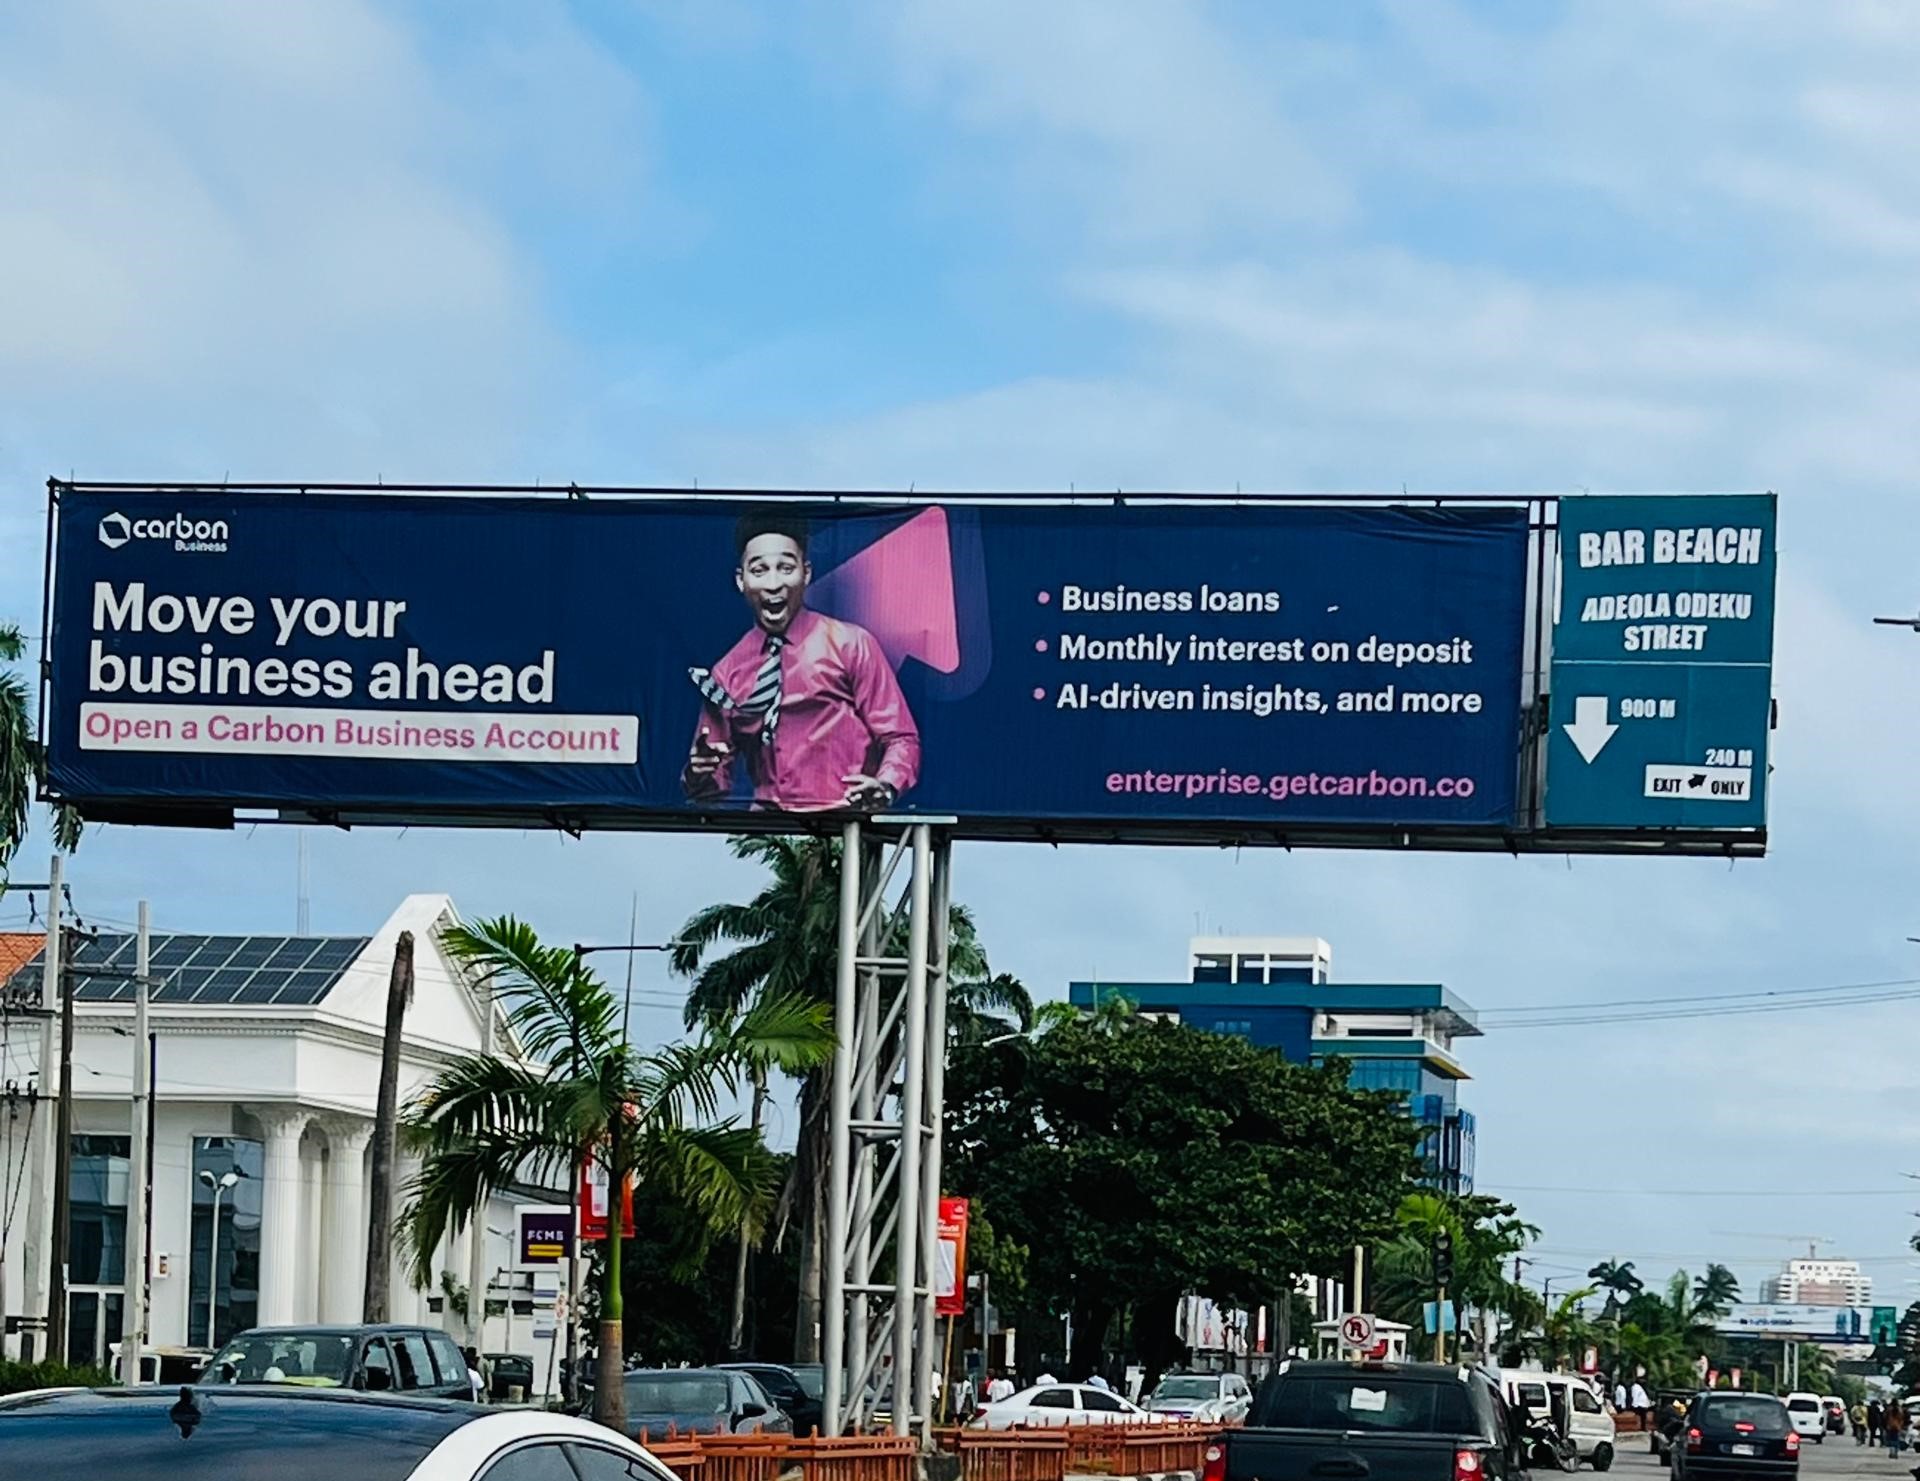 carbon
Business
Move your
business ahead
Open a Carbon Business Account
• Business loans
• Monthly interest on deposit
• AI-driven insights, and more
enterprise.getcarbon.co
BAR BEACH
ADEOLA ODEKU
STREET
900 M
240 M
EXIT ONLY
FCMB